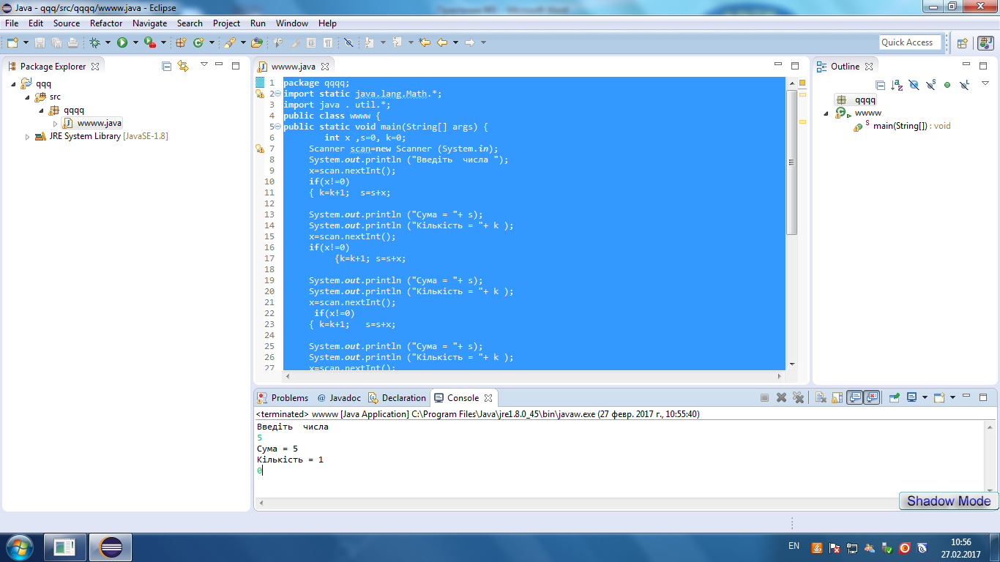 Java - qqq/src/qqqq/wwww.java - Eclipse
File Edit Source Refactor Navigate Search Project Run Window Help
Quick Access
Package Explorer
qqq
src
qqqq
wwww.java
JRE System Library [JavaSE-1.8]
wwww.java
1 package qqqq;
2 import static java.lang.Math.*;
3 import java . util.*;
4 public class wwww {
5 public static void main(String[] args) {
6 int x ,s=0, k=0;
7 Scanner scan=new Scanner (System.in);
8 System.out.println ("Введіть  числа ");
9 x=scan.nextInt();
10 if(x!=0)
11 { k=k+1;  s=s+x;
12
13 System.out.println ("Сума = "+ s);
14 System.out.println ("Кількість = "+ k );
15 x=scan.nextInt();
16 if(x!=0)
17 {k=k+1; s=s+x;
18
19 System.out.println ("Сума = "+ s);
20 System.out.println ("Кількість = "+ k );
21 x=scan.nextInt();
22 if(x!=0)
23 { k=k+1;   s=s+x;
24
25 System.out.println ("Сума = "+ s);
26 System.out.println ("Кількість = "+ k );
27 x=scan.nextInt();
Outline
qqqq
wwww
main(String[]) : void
Problems @ Javadoc Declaration Console
<terminated> wwww [Java Application] C:\Program Files\Java\jre1.8.0_45\bin\javaw.exe (27 февр. 2017 г., 10:55:40)
Введіть  числа
5
Сума = 5
Кількість = 1
0
Shadow Mode
EN
10:56
27.02.2017